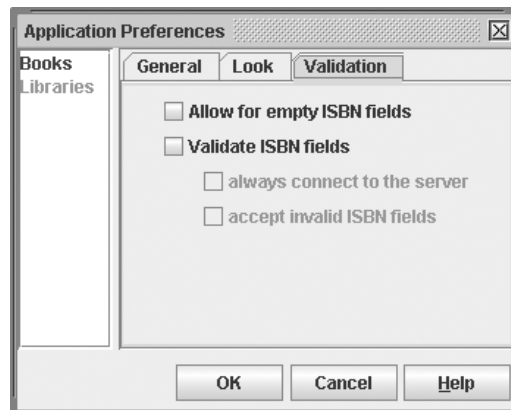 Application Preferences
Books
Libraries
General Look Validation
Allow for empty ISBN fields
Validate ISBN fields
always connect to the server
accept invalid ISBN fields
OK Cancel Help